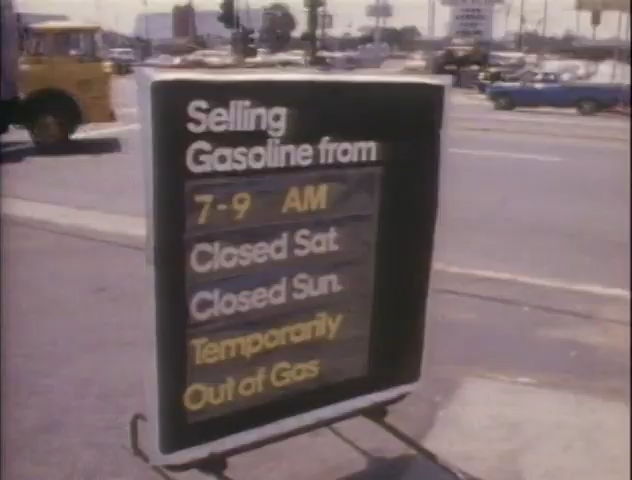 Selling
Gasoline from
7-9 AM
Closed Sat.
Closed Sun.
Temporarily
Out of Gas